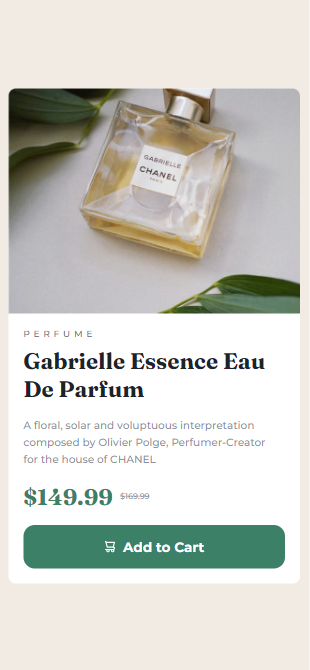 GABRIELLE
CHANEL
PARIS
PERFUME
Gabrielle Essence Eau
De Parfum
A floral, solar and voluptuous interpretation
composed by Olivier Polge, Perfumer-Creator
for the house of CHANEL
$149.99 $169.99
Add to Cart